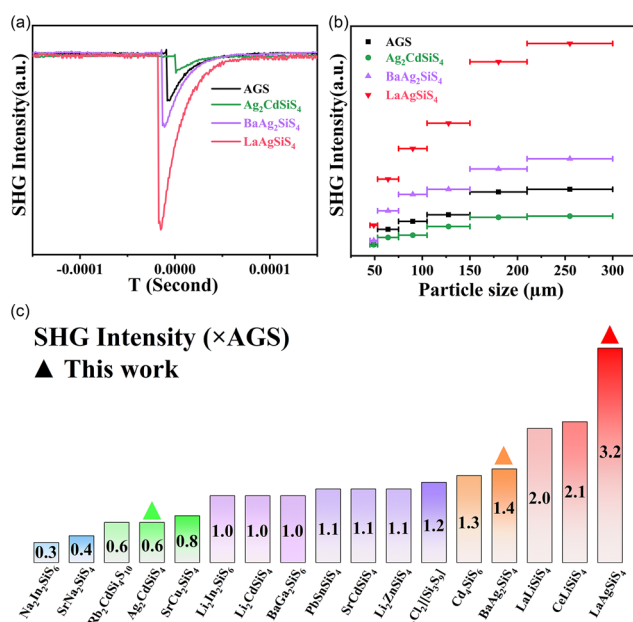 (a)
SHG Intensity(a.u.)
AGS
Ag₂CdSiS₄
BaAg₂SiS₄
LaAgSiS₄
-0.0001 0.0000 0.0001
T (Second)
(b)
SHG Intensity(a.u.)
AGS
Ag₂CdSiS₄
BaAg₂SiS₄
LaAgSiS₄
50 100 150 200 250 300
Particle size (μm)
(c)
SHG Intensity (×AGS)
▲ This work
0.3 0.4 0.6 0.6 0.8 1.0 1.0 1.0 1.1 1.1 1.1 1.2 1.3 1.4 2.0 2.1 3.2
Na₂In₂SiS₆
SrNa₂SiS₄
Rb₂CdSi₄S₁₀
Ag₂CdSiS₄
SrCu₂SiS₄
Li₂In₂SiS₆
Li₂CdSiS₄
BaGa₂SiS₆
PbSnSiS₄
SrCdSiS₄
Li₂ZnSiS₄
Cl₂][Si₃S₉]
Cd₄SiS₆
BaAg₂SiS₄
LaLiSiS₄
CeLiSiS₄
LaAgSiS₄